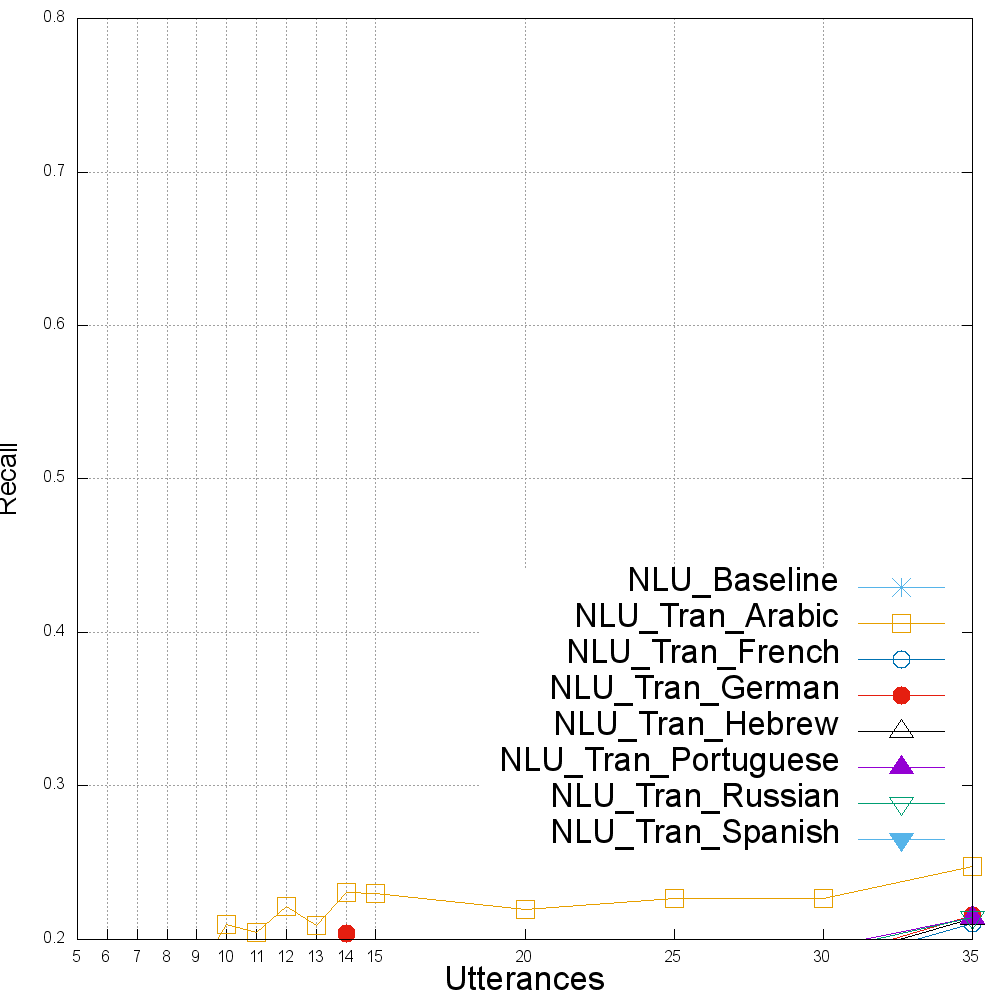 0.8
0.7
0.6
0.5
0.4
0.3
0.2
Recall
NLU_Baseline
NLU_Tran_Arabic
NLU_Tran_French
NLU_Tran_German
NLU_Tran_Hebrew
NLU_Tran_Portuguese
NLU_Tran_Russian
NLU_Tran_Spanish
5 6 7 8 9 10 11 12 13 14 15 20 25 30 35
Utterances